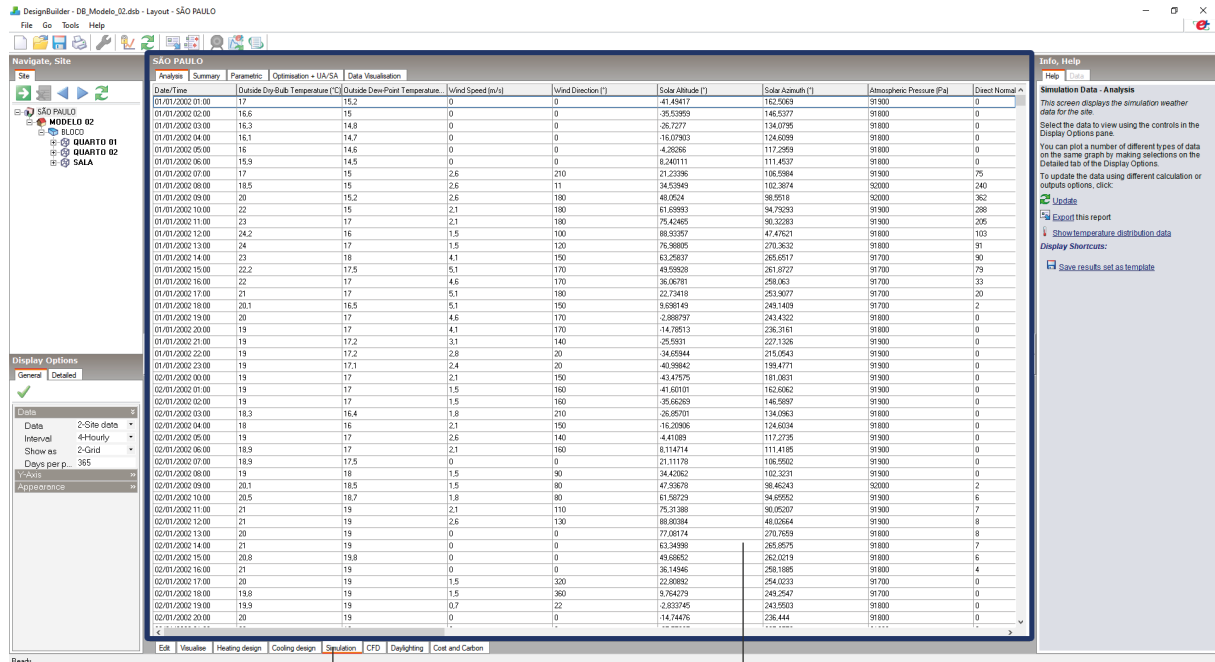 DesignBuilder - DB_Modelo_02.dsb - Layout - SÃO PAULO
File Go Tools Help
Navigate, Site
Site
SÃO PAULO
MODELO 02
BLOCO
QUARTO 01
QUARTO 02
SALA
Display Options
General Detailed
Data
Data 2-Site data
Interval 4-Hourly
Show as 2-Grid
Days per p... 365
Y-Axis
Appearance
SÃO PAULO
Analysis Summary Parametric Optimisation + UA/SA Data Visualisation
Date/Time Outside Dry-Bulb Temperature (°C) Outside Dew-Point Temperature... Wind Speed (m/s) Wind Direction (°) Solar Altitude (°) Solar Azimuth (°) Atmospheric Pressure (Pa) Direct Normal
01/01/2002 01:00 17 15,2 0 0 -41,49417 162,5069 91900 0
01/01/2002 02:00 16,6 15 0 0 -35,53959 146,5377 91800 0
01/01/2002 03:00 16,3 14,8 0 0 -26,7277 134,0795 91800 0
01/01/2002 04:00 16,1 14,7 0 0 -16,07903 124,6099 91800 0
01/01/2002 05:00 16 14,6 0 0 -4,28266 117,2959 91800 0
01/01/2002 06:00 15,9 14,5 0 0 8,240111 111,4537 91800 0
01/01/2002 07:00 17 15 2,6 210 21,23396 106,5984 91900 75
01/01/2002 08:00 18,5 15 2,6 11 34,53949 102,3874 92000 240
01/01/2002 09:00 20 15,2 2,6 180 48,0524 98,5518 92000 362
01/01/2002 10:00 22 15 2,1 180 61,69993 94,79293 91900 288
01/01/2002 11:00 23 17 2,1 180 75,42465 90,32283 91900 205
01/01/2002 12:00 24,2 16 1,5 100 88,93357 47,47621 91800 103
01/01/2002 13:00 24 17 1,5 120 76,98805 270,3632 91800 91
01/01/2002 14:00 23 18 4,1 150 63,25837 265,6517 91700 90
01/01/2002 15:00 22,2 17,5 5,1 170 49,59928 261,8727 91700 79
01/01/2002 16:00 22 17 4,6 170 36,06781 258,063 91700 33
01/01/2002 17:00 21 17 5,1 180 22,73418 253,9077 91700 20
01/01/2002 18:00 20,1 16,5 5,1 150 9,698149 249,1409 91700 2
01/01/2002 19:00 20 17 4,6 170 -2,888797 243,4322 91800 0
01/01/2002 20:00 19 17 4,1 170 -14,78513 236,3161 91800 0
01/01/2002 21:00 19 17,2 3,1 140 -25,5931 227,1326 91900 0
01/01/2002 22:00 19 17,2 2,8 20 -34,65944 215,0543 91900 0
01/01/2002 23:00 19 17,1 2,4 20 -40,99842 199,4771 91900 0
02/01/2002 00:00 19 17 2,1 150 -43,47575 181,0831 91900 0
02/01/2002 01:00 19 17 1,5 160 -41,60101 162,6062 91900 0
02/01/2002 02:00 19 17 1,5 160 -35,66269 146,5897 91900 0
02/01/2002 03:00 18,3 16,4 1,8 210 -26,85701 134,0963 91800 0
02/01/2002 04:00 18 16 2,1 150 -16,20906 124,6034 91800 0
02/01/2002 05:00 19 17 2,6 140 -4,41089 117,2735 91900 0
02/01/2002 06:00 18,9 17 2,1 160 8,114714 111,4185 91900 0
02/01/2002 07:00 18,9 17,5 0 0 21,11178 106,5502 91900 0
02/01/2002 08:00 19 18 1,5 90 34,42062 102,3231 91900 0
02/01/2002 09:00 20,1 18,5 1,5 80 47,93678 98,46243 92000 2
02/01/2002 10:00 20,5 18,7 1,8 80 61,58729 94,65552 91900 6
02/01/2002 11:00 21 19 2,1 110 75,31388 90,05207 91900 7
02/01/2002 12:00 21 19 2,6 130 88,80384 48,02664 91900 8
02/01/2002 13:00 20 19 0 0 77,08174 270,7659 91800 8
02/01/2002 14:00 21 19 0 0 63,34998 265,8575 91800 7
02/01/2002 15:00 20,8 19,8 0 0 49,68652 262,0219 91800 6
02/01/2002 16:00 21 19 0 0 36,14946 258,1885 91800 4
02/01/2002 17:00 20 19 1,5 320 22,80892 254,0233 91700 0
02/01/2002 18:00 19,8 19 1,5 360 9,764279 249,2547 91700 0
02/01/2002 19:00 19,9 19 0,7 22 -2,833745 243,5503 91800 0
02/01/2002 20:00 20 19 0 0 -14,74476 236,444 91800 0
Edit Visualise Heating design Cooling design Simulation CFD Daylighting Cost and Carbon
Info, Help
Help Data
Simulation Data - Analysis
This screen displays the simulation weather
data for the site.
Select the data to view using the controls in the
Display Options pane.
You can plot a number of different types of data
on the same graph by making selections on the
Detailed tab of the Display Options.
To update the data using different calculation or
outputs options, click:
Update
Export this report
Show temperature distribution data
Display Shortcuts:
Save results set as template
Ready